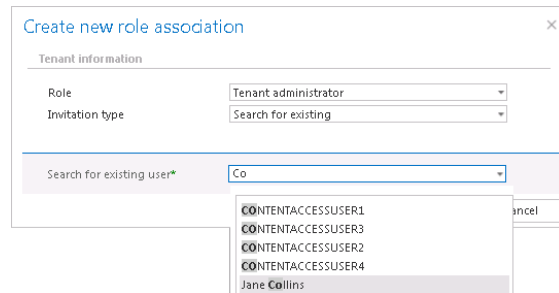 Create new role association
Tenant information
Role Tenant administrator
Invitation type Search for existing
Search for existing user* Co
CONTENTACCESSUSER1
CONTENTACCESSUSER3
CONTENTACCESSUSER2
CONTENTACCESSUSER4
Jane Collins
ancel